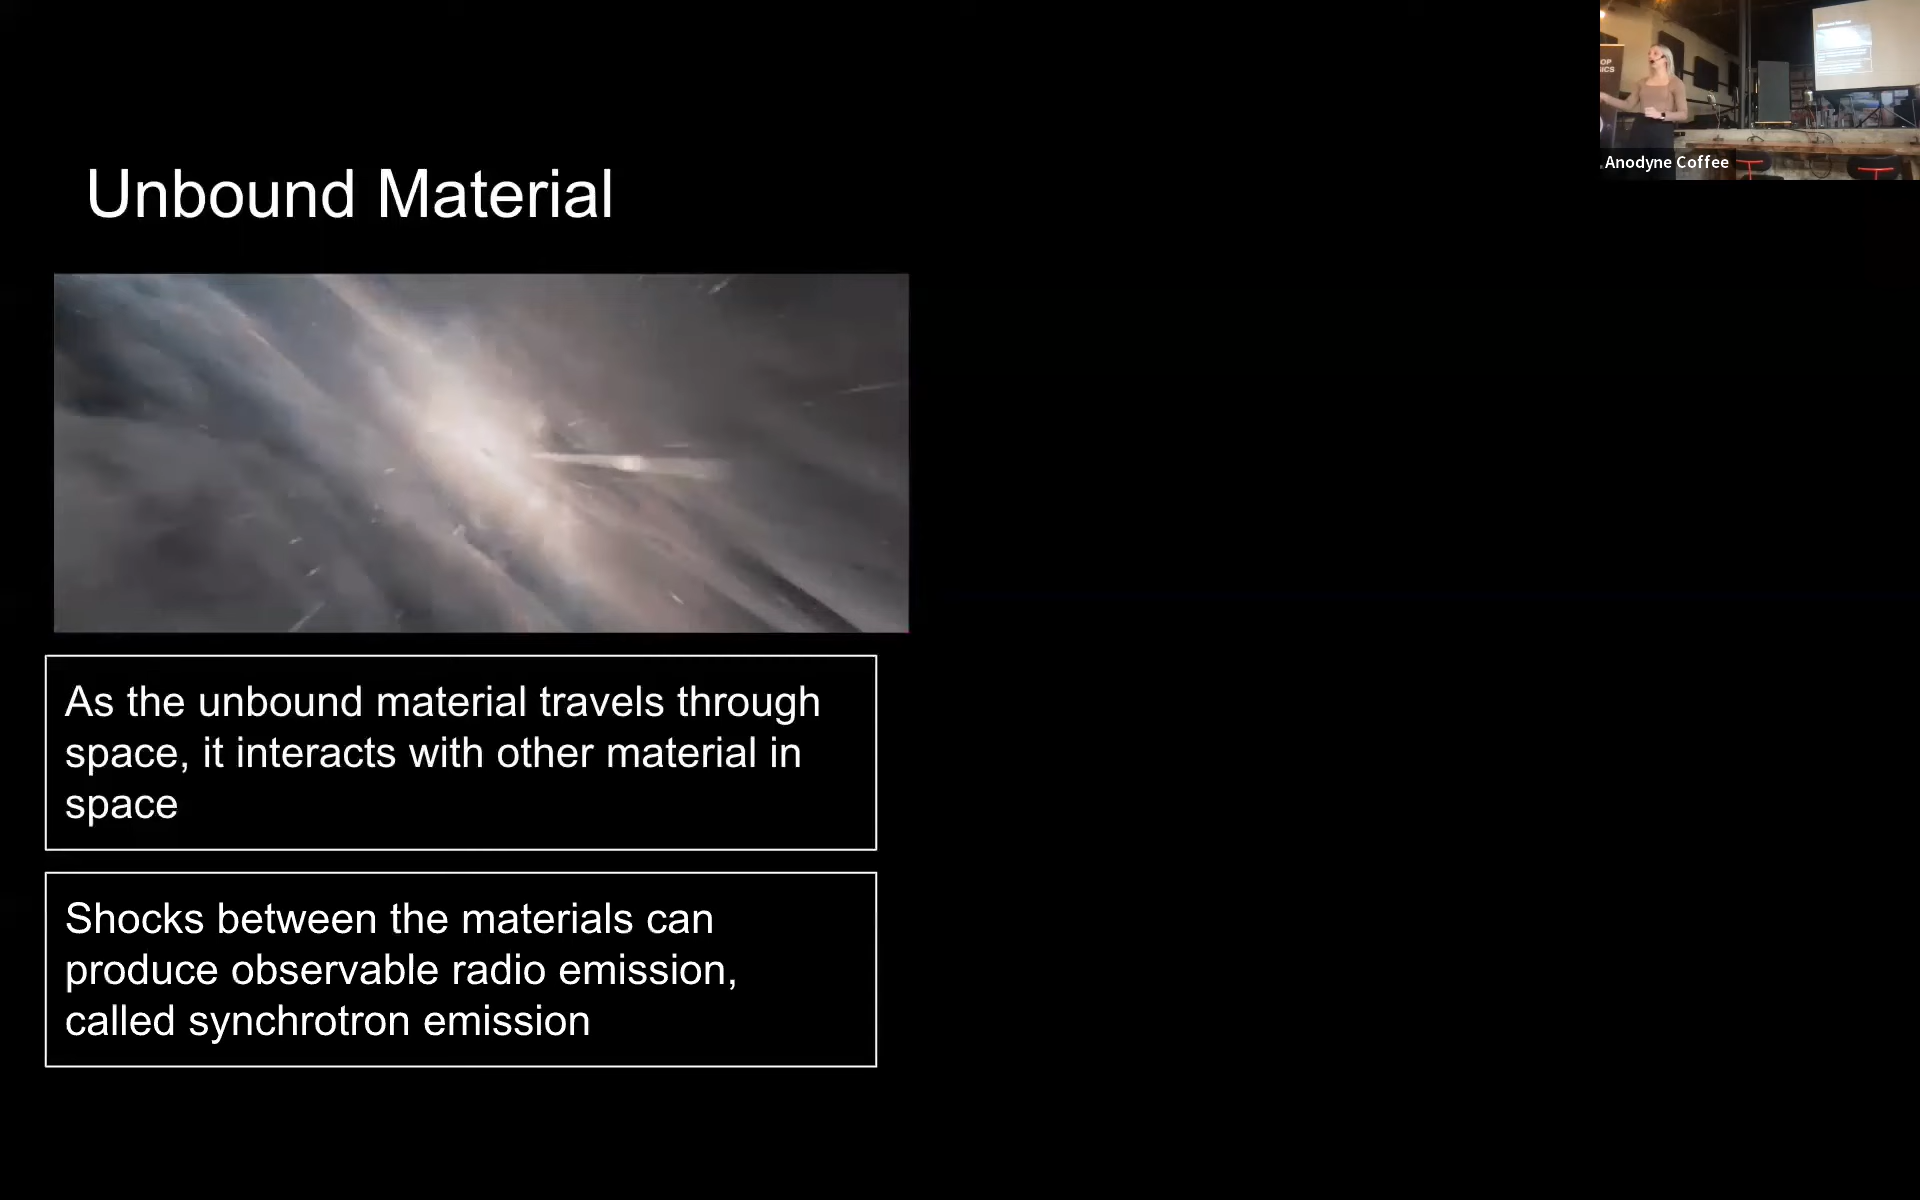 Unbound Material
As the unbound material travels through
space, it interacts with other material in
space
Shocks between the materials can
produce observable radio emission,
called synchrotron emission
Anodyne Coffee